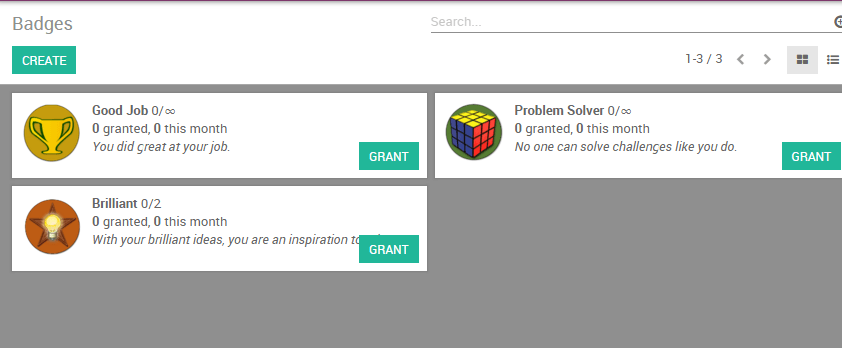 Badges
Search...
CREATE
1-3 / 3
Good Job 0/∞
0 granted, 0 this month
You did great at your job.
GRANT
Problem Solver 0/∞
0 granted, 0 this month
No one can solve challenges like you do.
GRANT
Brilliant 0/2
0 granted, 0 this month
With your brilliant ideas, you are an inspiration to
GRANT